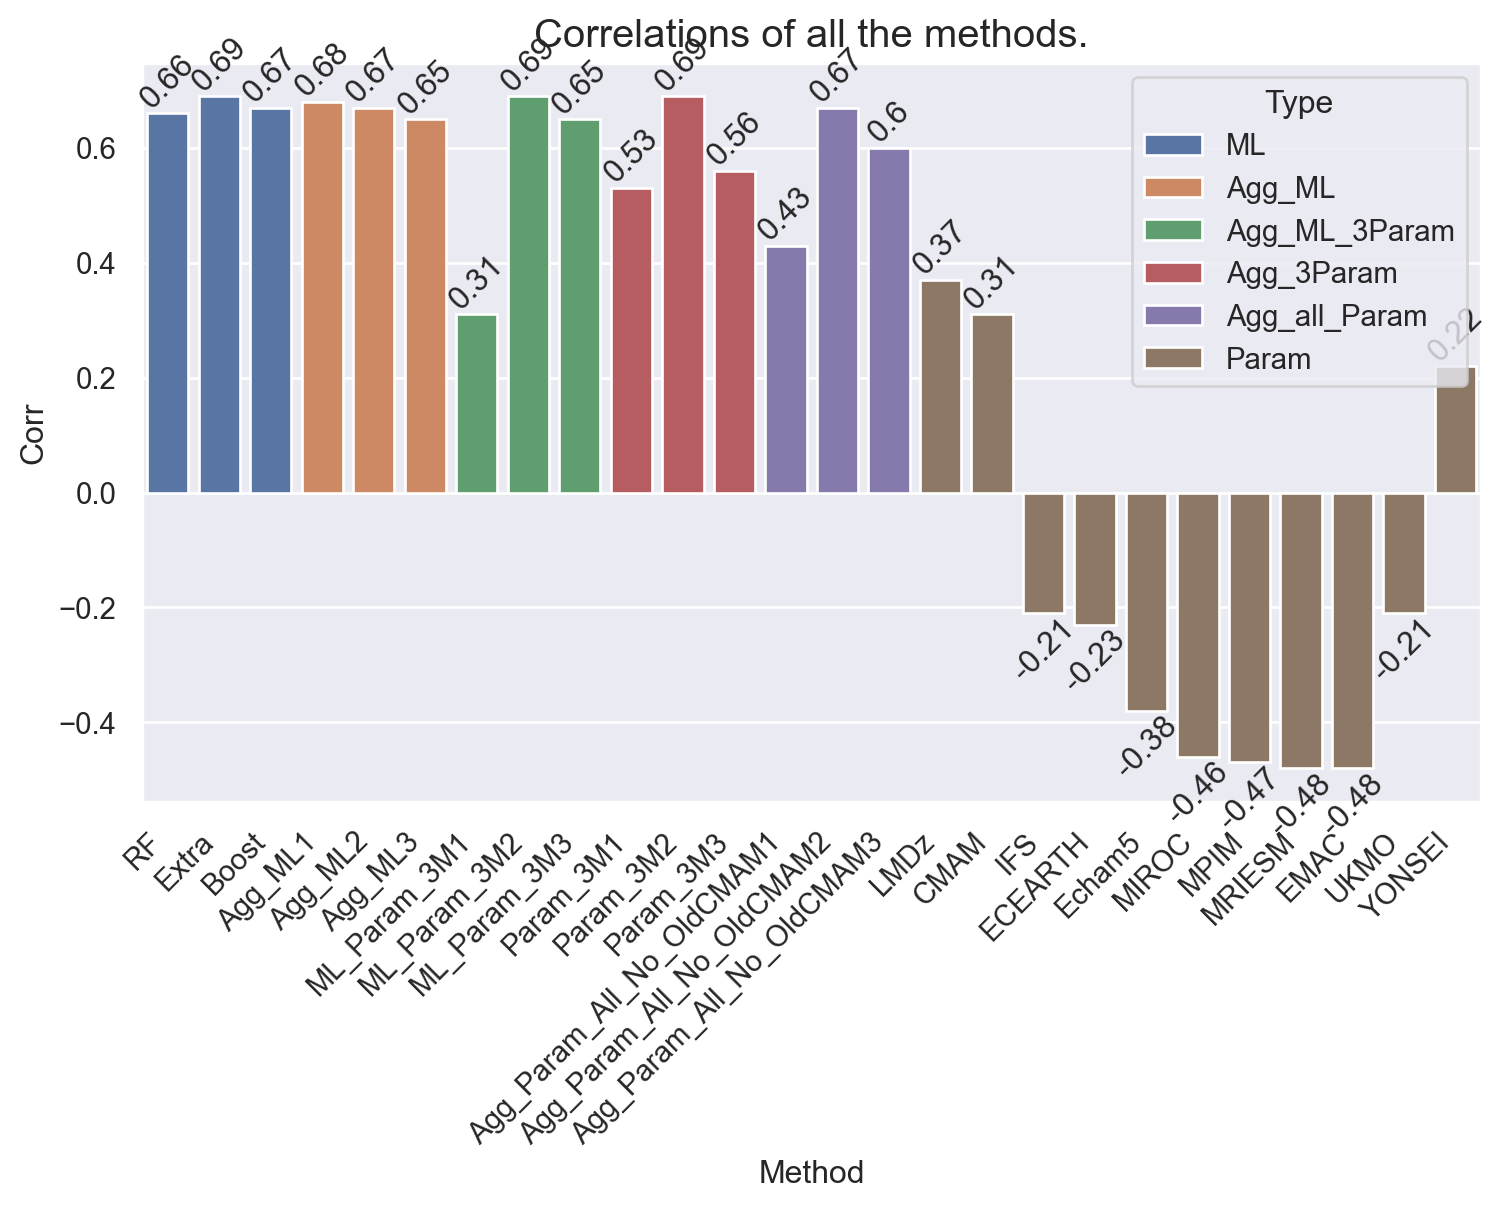 Correlations of all the methods.
0.66
0.69
0.67
0.68
0.67
0.65
0.31
0.69
0.65
0.53
0.69
0.56
0.43
0.67
0.6
0.37
0.31
-0.21
-0.23
-0.38
-0.46
-0.47
-0.48
-0.48
-0.21
0.22
Type
ML
Agg_ML
Agg_ML_3Param
Agg_3Param
Agg_all_Param
Param
Corr
0.6
0.4
0.2
0.0
−0.2
−0.4
RF
Extra
Boost
Agg_ML1
Agg_ML2
Agg_ML3
ML_Param_3M1
ML_Param_3M2
ML_Param_3M3
Param_3M1
Param_3M2
Param_3M3
Agg_Param_All_No_OldCMAM1
Agg_Param_All_No_OldCMAM2
Agg_Param_All_No_OldCMAM3
LMDz
CMAM
IFS
ECEARTH
Echam5
MIROC
MPIM
MRIESM
EMAC
UKMO
YONSEI
Method